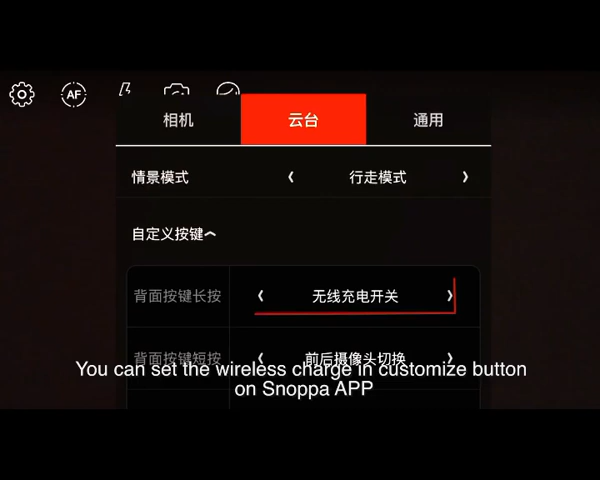 AF
相机 云台 通用
情景模式 行走模式
自定义按键
背面按键长按 无线充电开关
背面按键短按 前后摄像头切换
You can set the wireless charge in customize button
on Snoppa APP